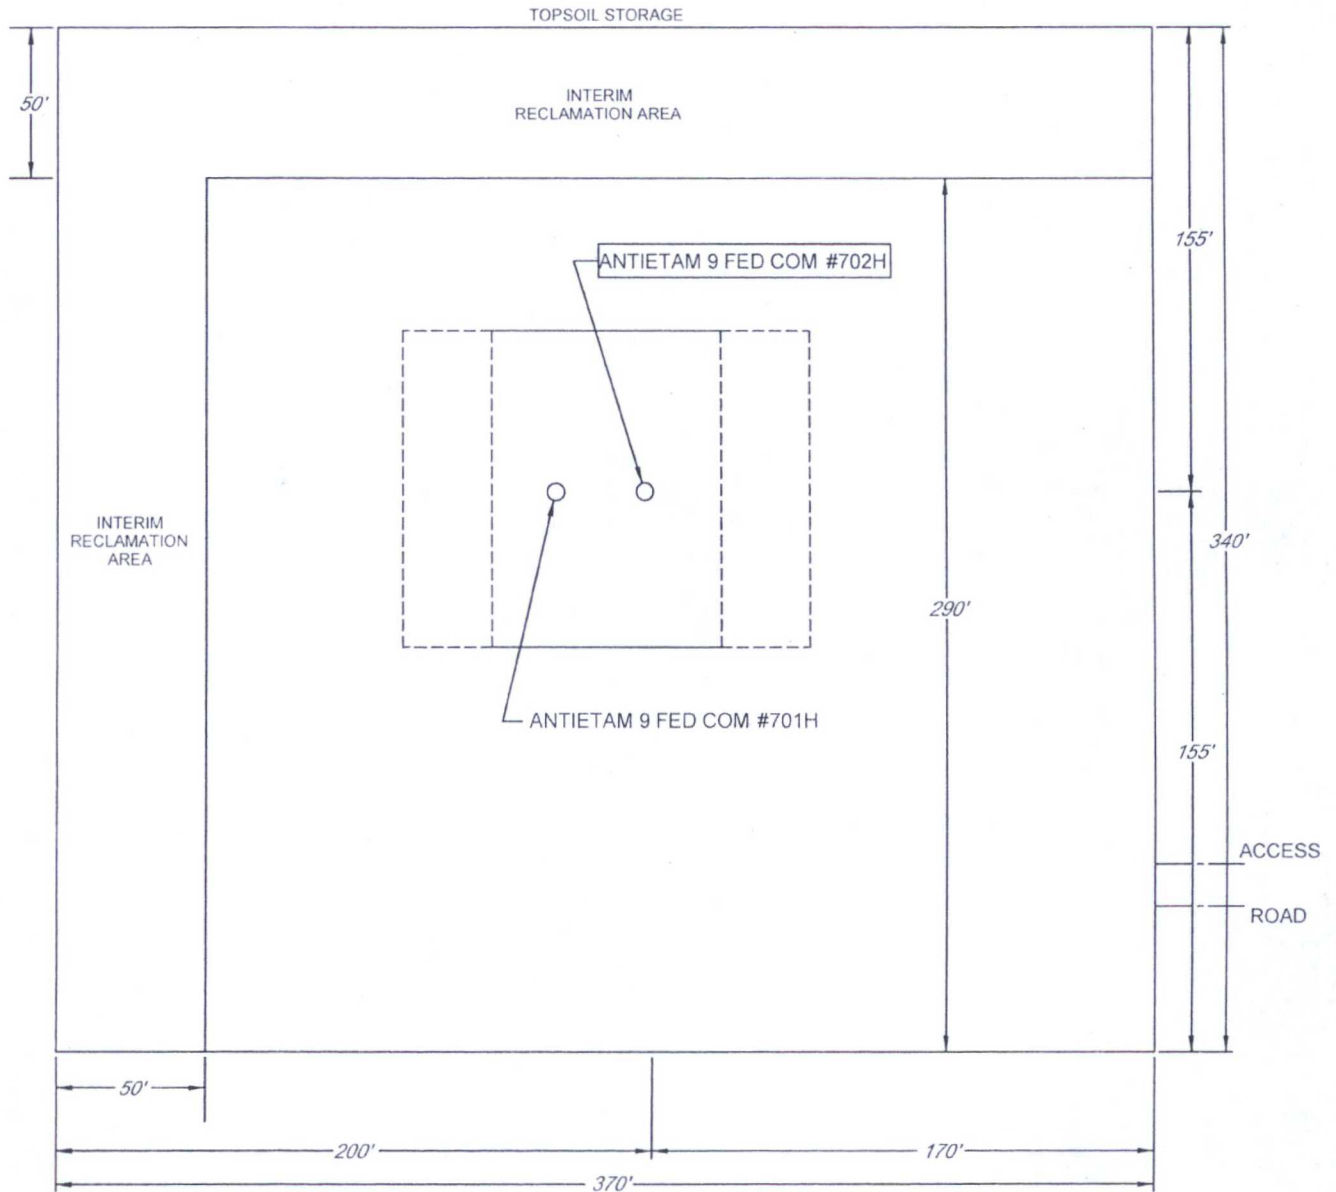 TOPSOIL STORAGE
50'
INTERIM
RECLAMATION AREA
155'
ANTIETAM 9 FED COM #702H
INTERIM
RECLAMATION
AREA
340'
290'
ANTIETAM 9 FED COM #701H
155'
ACCESS
ROAD
50'
200'
170'
370'